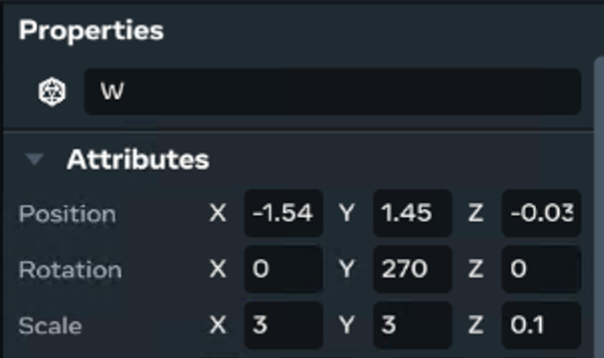 Properties
W
Attributes
Position X -1.54 Y 1.45 Z -0.03
Rotation X 0 Y 270 Z 0
Scale X 3 Y 3 Z 0.1